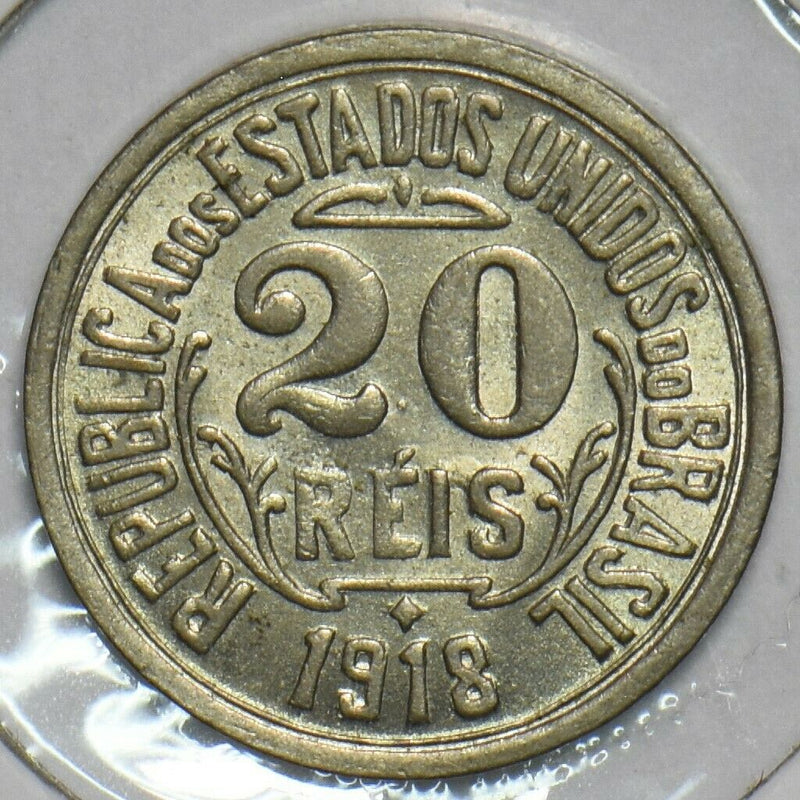 REPUBLICA DOS ESTADOS UNIDOS DO BRASIL
20
RÉIS
1918